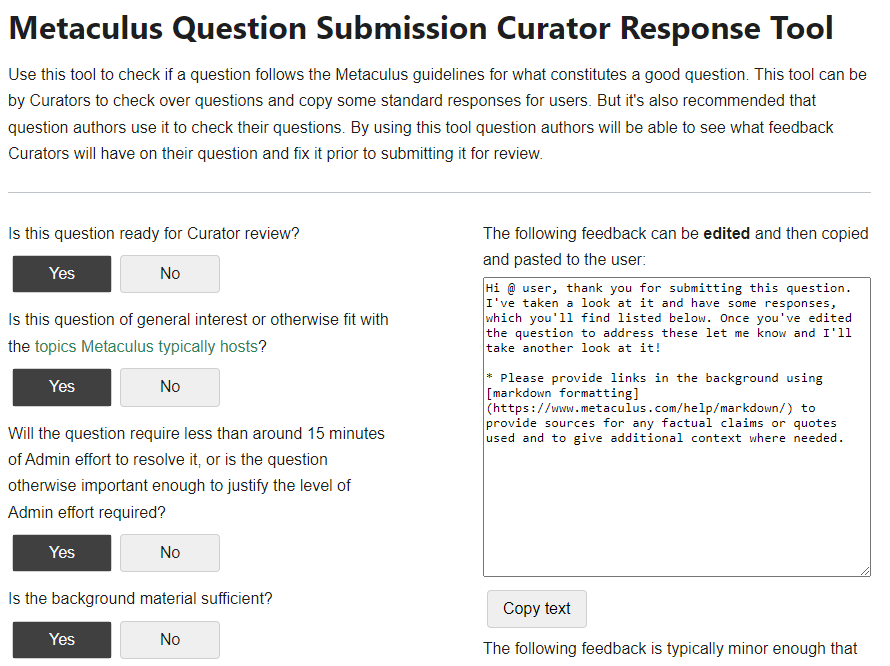 Metaculus Question Submission Curator Response Tool
Use this tool to check if a question follows the Metaculus guidelines for what constitutes a good question. This tool can be
by Curators to check over questions and copy some standard responses for users. But it's also recommended that
question authors use it to check their questions. By using this tool question authors will be able to see what feedback
Curators will have on their question and fix it prior to submitting it for review.
Is this question ready for Curator review?
Yes
No
Is this question of general interest or otherwise fit with
the topics Metaculus typically hosts?
Yes
No
Will the question require less than around 15 minutes
of Admin effort to resolve it, or is the question
otherwise important enough to justify the level of
Admin effort required?
Yes
No
Is the background material sufficient?
Yes
No
The following feedback can be edited and then copied
and pasted to the user:
Hi @ user, thank you for submitting this question.
I've taken a look at it and have some responses,
which you'll find listed below. Once you've edited
the question to address these let me know and I'll
take another look at it!
* Please provide links in the background using
[markdown formatting]
(https://www.metaculus.com/help/markdown/) to
provide sources for any factual claims or quotes
used and to give additional context where needed.
Copy text
The following feedback is typically minor enough that